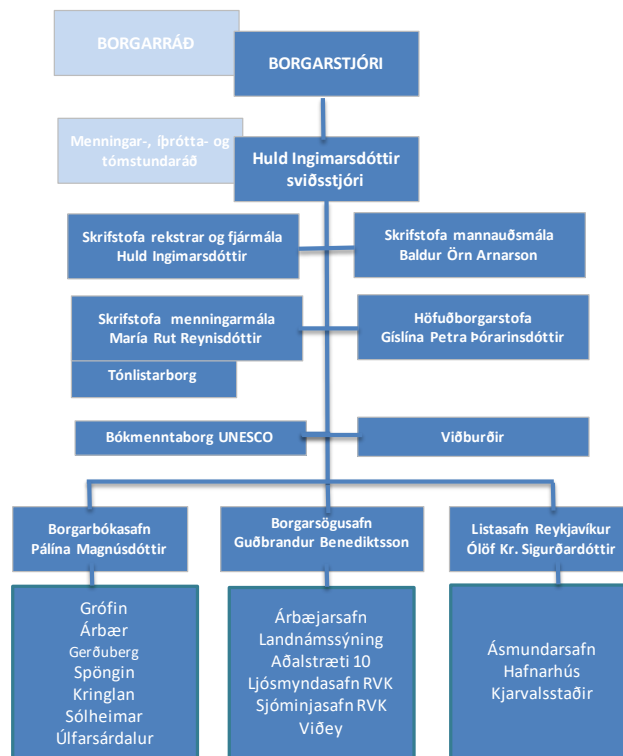 BORGARRÁÐ
BORGARSTJÓRI
Menningar-, íþrótta- og
tómstundaráð
Huld Ingimarsdóttir
sviðsstjóri
Skrifstofa rekstrar og fjármála
Huld Ingimarsdóttir
Skrifstofa mannauðsmála
Baldur Örn Arnarson
Skrifstofa menningarmála
María Rut Reynisdóttir
Tónlistarborg
Höfuðborgarstofa
Gíslína Petra Þórarinsdóttir
Bókmenntaborg UNESCO
Viðburðir
Borgarbókasafn
Pálína Magnúsdóttir
Borgarsögusafn
Guðbrandur Benediktsson
Listasafn Reykjavíkur
Ólöf Kr. Sigurðardóttir
Grófin
Árbær
Gerðuberg
Spöngin
Kringlan
Sólheimar
Úlfarsárdalur
Árbæjarsafn
Landnámssýning
Aðalstræti 10
Ljósmyndasafn RVK
Sjóminjasafn RVK
Viðey
Ásmundarsafn
Hafnarhús
Kjarvalsstaðir